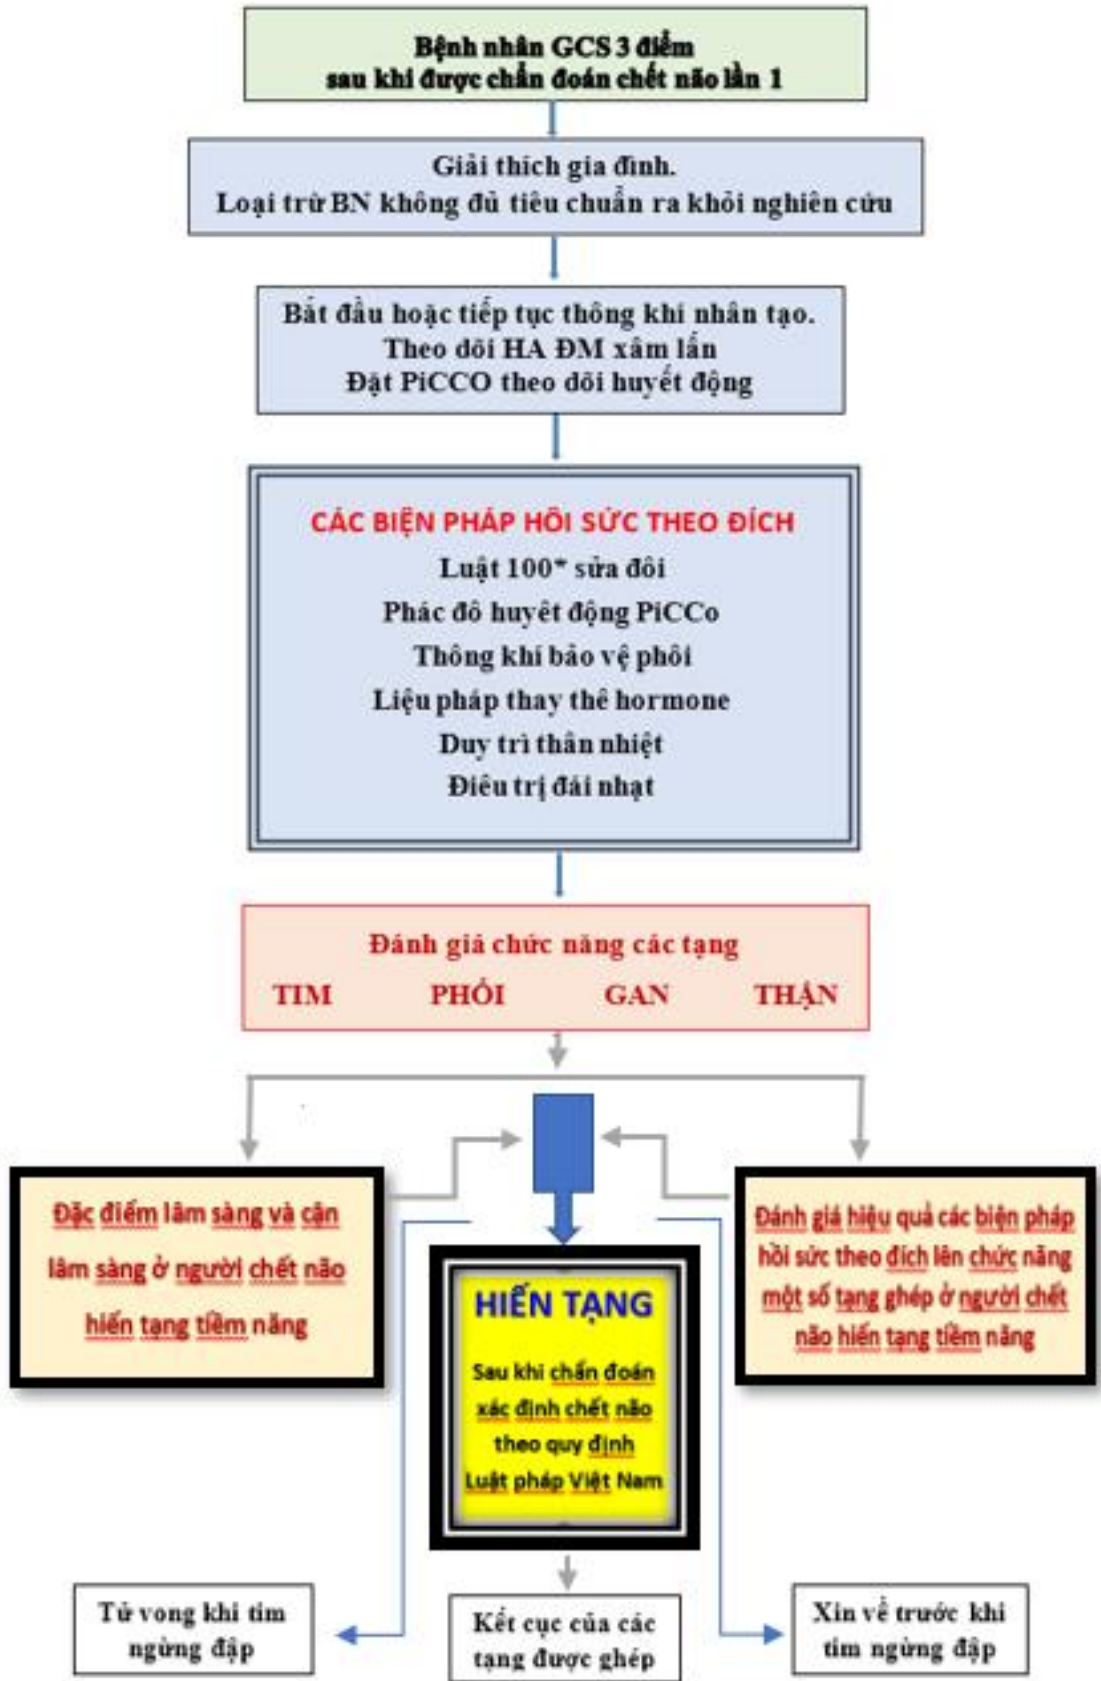 Bệnh nhân GCS 3 điểm
sau khi được chẩn đoán chết não lần 1
Giải thích gia đình.
Loại trừ BN không đủ tiêu chuẩn ra khỏi nghiên cứu
Bắt đầu hoặc tiếp tục thông khí nhân tạo.
Theo dõi HA ĐM xâm lấn
Đặt PiCCO theo dõi huyết động
CÁC BIỆN PHÁP HỒI SỨC THEO ĐÍCH
Luật 100* sửa đổi
Phác đồ huyết động PiCCo
Thông khí bảo vệ phổi
Liệu pháp thay thế hormone
Duy trì thân nhiệt
Điều trị đái nhạt
Đánh giá chức năng các tạng
TIM PHỔI GAN THẬN
Đặc điểm lâm sàng và cận
lâm sàng ở người chết não
hiến tạng tiềm năng
Đánh giá hiệu quả các biện pháp
hồi sức theo đích lên chức năng
một số tạng ghép ở người chết
não hiến tạng tiềm năng
HIẾN TẠNG
Sau khi chẩn đoán
xác định chết não
theo quy định
Luật pháp Việt Nam
Tử vong khi tim
ngừng đập
Kết cục của các
tạng được ghép
Xin về trước khi
tim ngừng đập